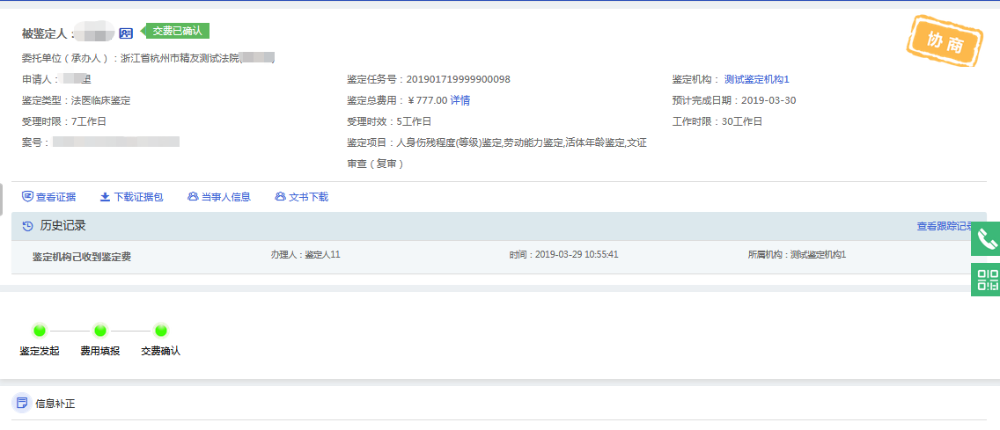 被鉴定人：
交费已确认
协商
委托单位（承办人）：浙江省杭州市精友测试法院(
申请人：
鉴定任务号：201901719999900098
鉴定机构： 测试鉴定机构1
鉴定类型：法医临床鉴定
鉴定总费用：￥777.00 详情
预计完成日期：2019-03-30
受理时限：7工作日
受理时效：5工作日
工作时限：30工作日
案号：
鉴定项目：人身伤残程度(等级)鉴定,劳动能力鉴定,活体年龄鉴定,文证
审查（复审）
查看证据 下载证据包 当事人信息 文书下载
历史记录
查看跟踪记录
鉴定机构已收到鉴定费
办理人：鉴定人11
时间：2019-03-29 10:55:41
所属机构：测试鉴定机构1
鉴定发起 费用填报 交费确认
信息补正